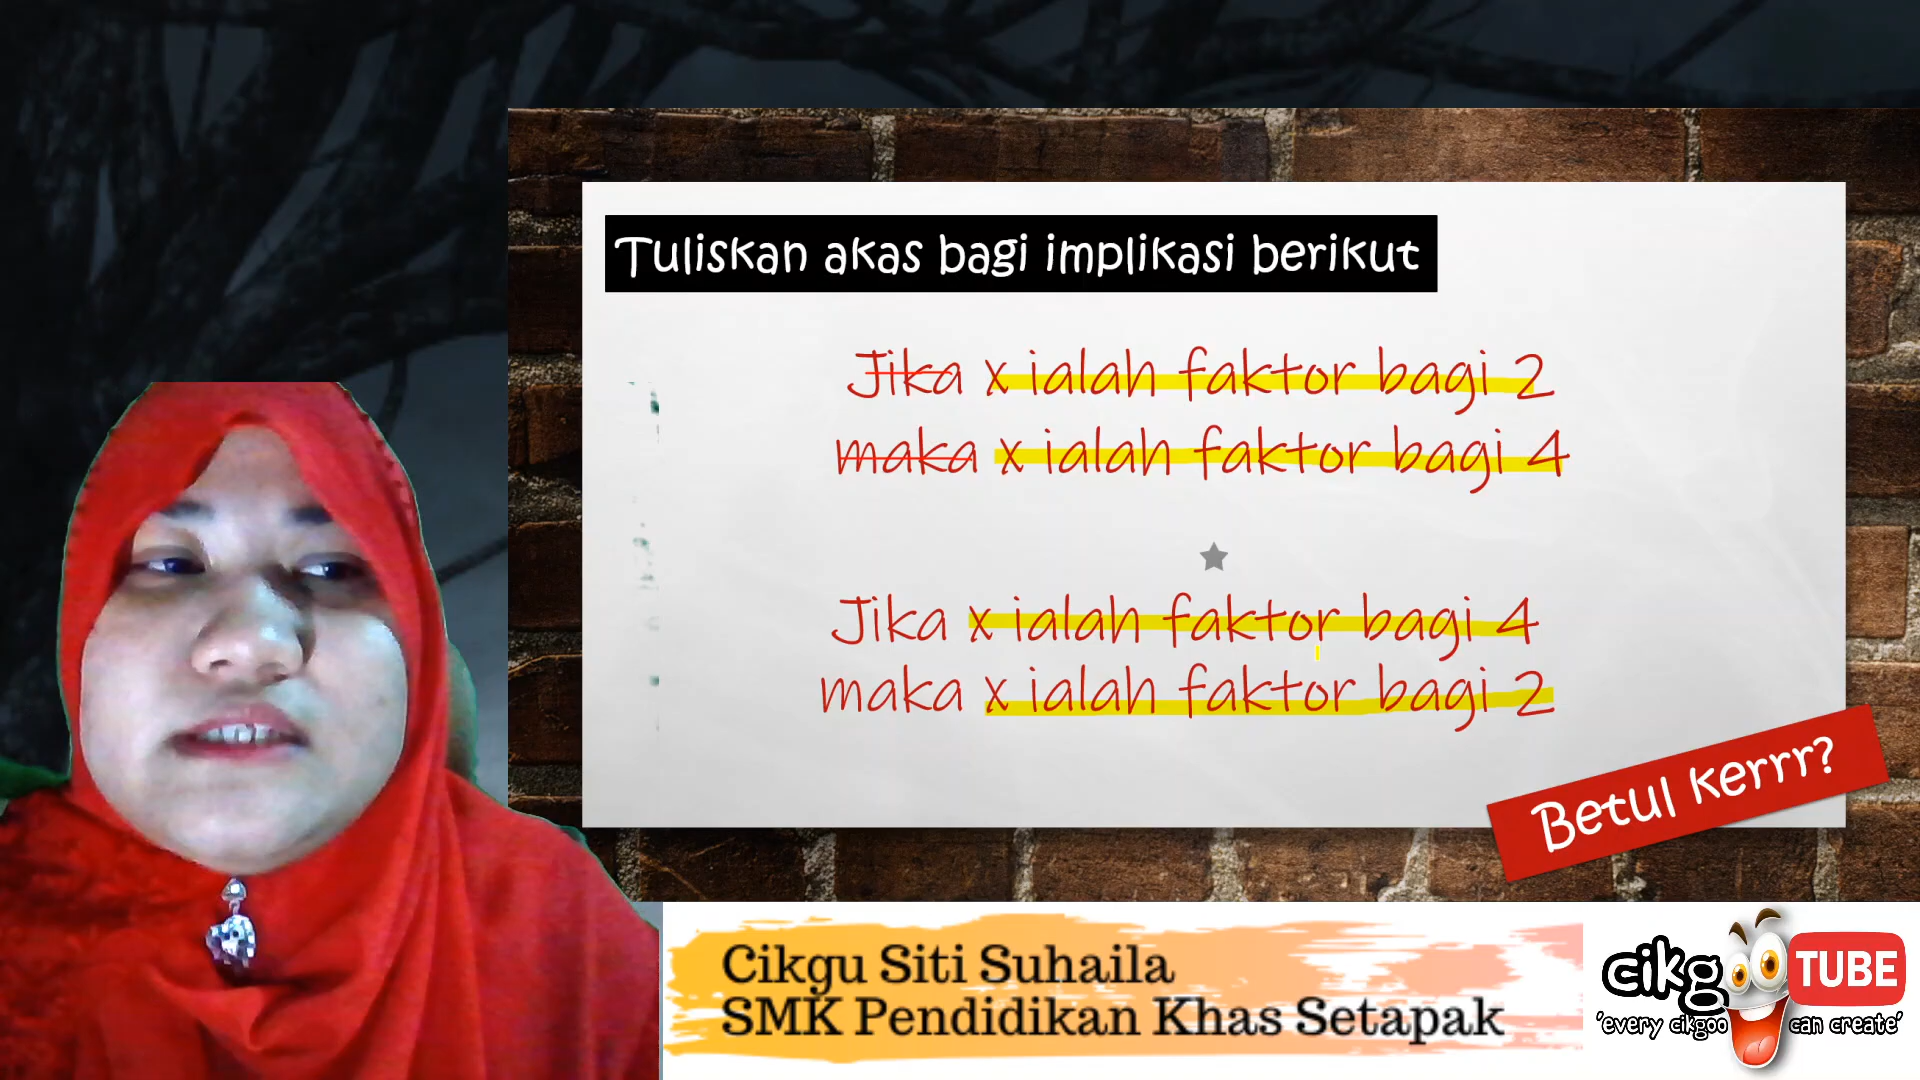 Tuliskan akas bagi implikasi berikut
Jika x ialah faktor bagi 2
maka x ialah faktor bagi 4
Jika x ialah faktor bagi 4
maka x ialah faktor bagi 2
Betul kerrr?
Cikgu Siti Suhaila
SMK Pendidikan Khas Setapak
cikgoo TUBE
'every cikgoo can create'